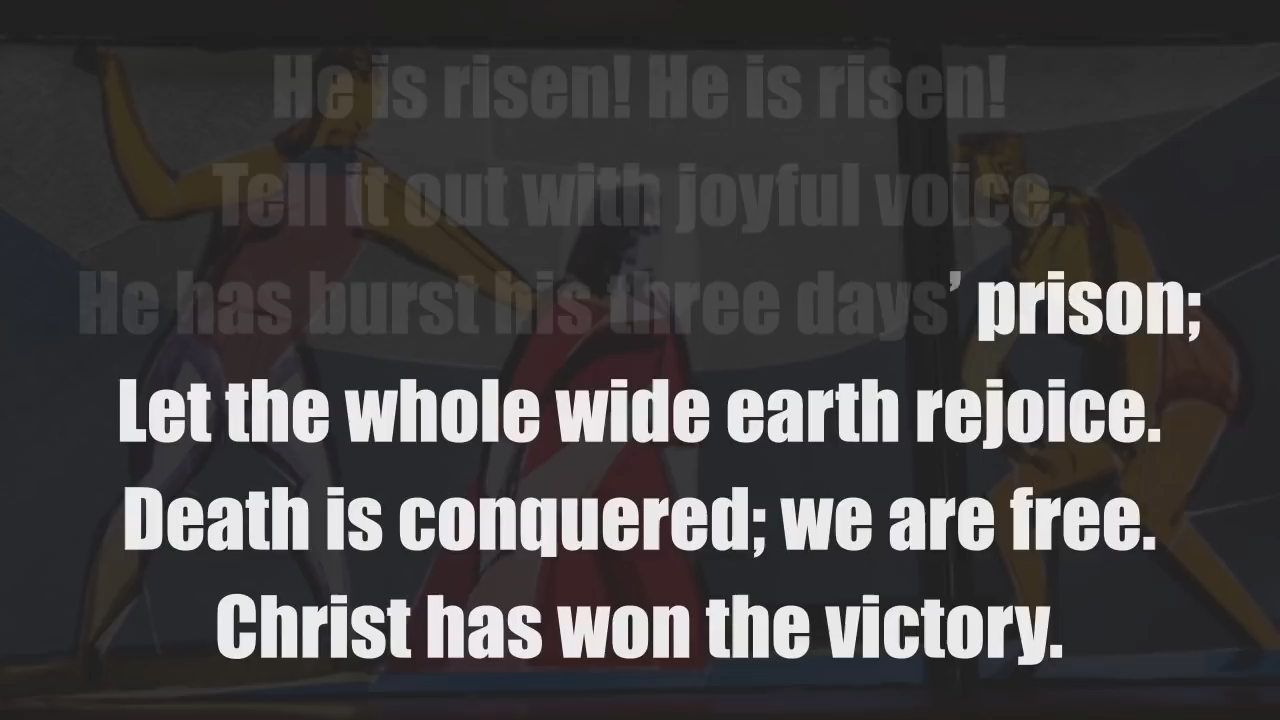 He is risen! He is risen!
Tell it out with joyful voice.
He has burst his three days’ prison;
Let the whole wide earth rejoice.
Death is conquered; we are free.
Christ has won the victory.